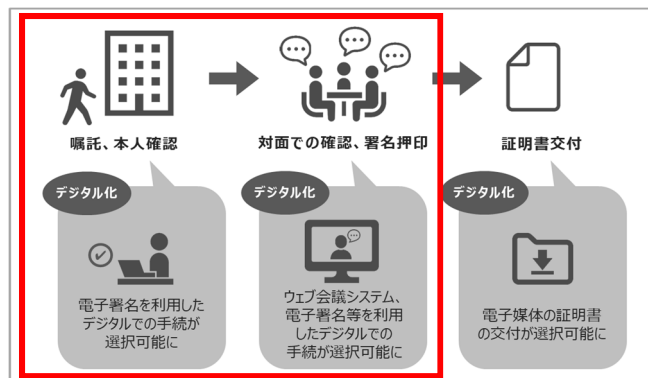 嘱託、本人確認
対面での確認、署名押印
証明書交付
デジタル化
電子署名を利用した
デジタルでの手続が
選択可能に
デジタル化
ウェブ会議システム、
電子署名等を利用
したデジタルでの
手続が選択可能に
デジタル化
電子媒体の証明書
の交付が選択可能に